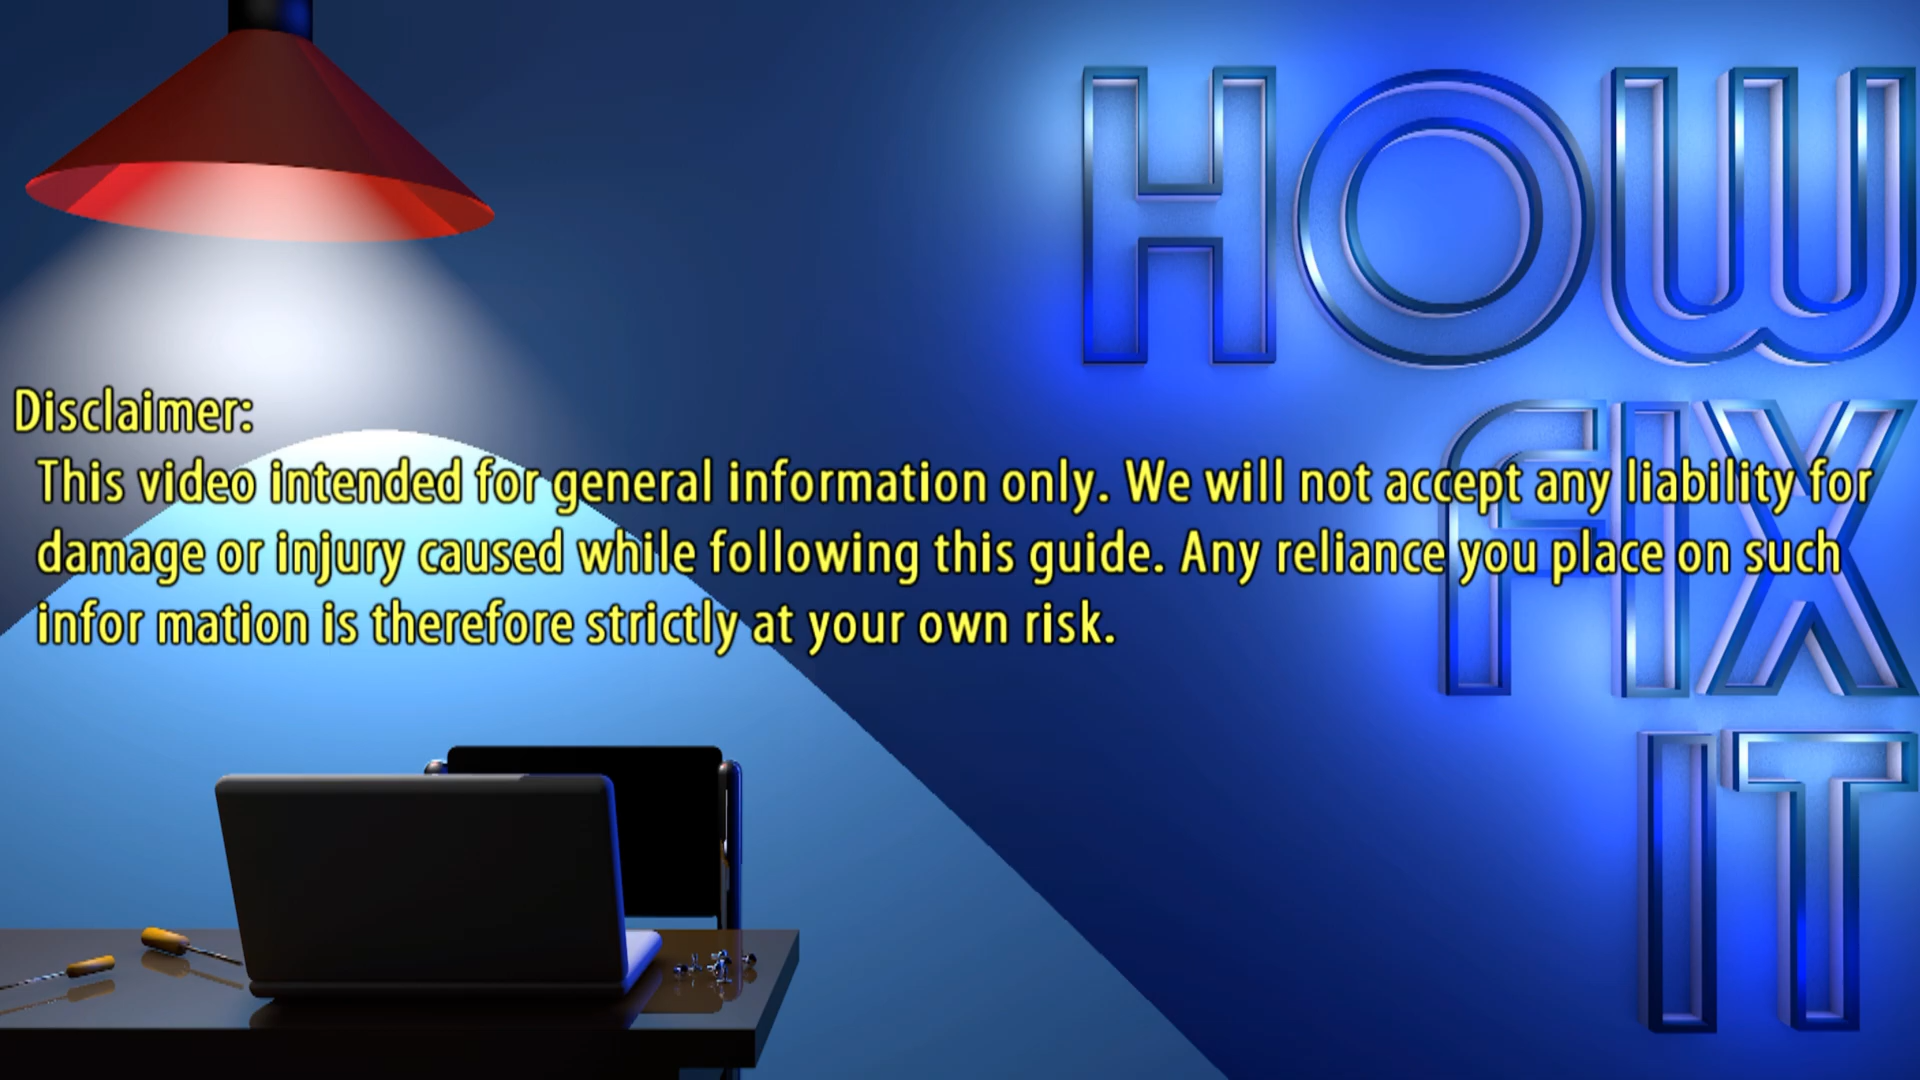 HOW
FIX
IT
Disclaimer:
This video intended for general information only. We will not accept any liability for
damage or injury caused while following this guide. Any reliance you place on such
infor mation is therefore strictly at your own risk.